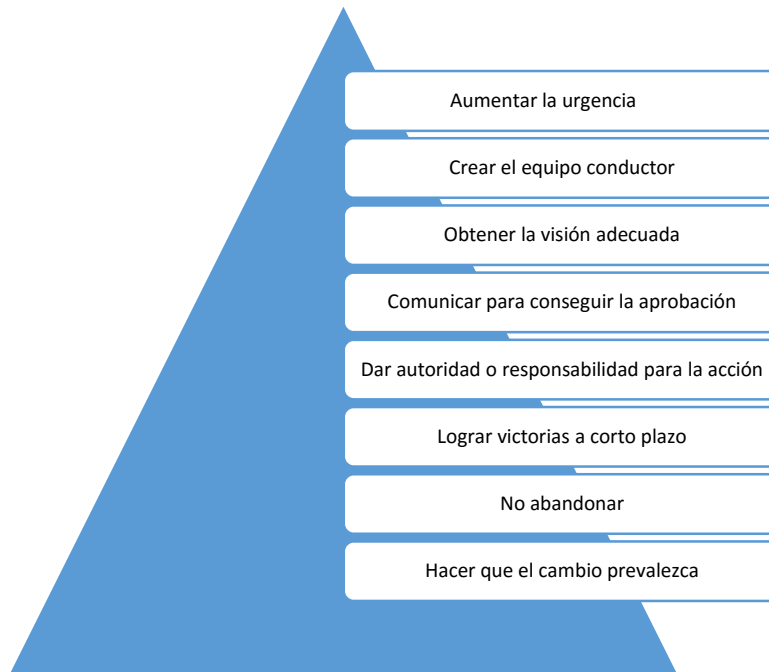 Aumentar la urgencia
Crear el equipo conductor
Obtener la visión adecuada
Comunicar para conseguir la aprobación
Dar autoridad o responsabilidad para la acción
Lograr victorias a corto plazo
No abandonar
Hacer que el cambio prevalezca